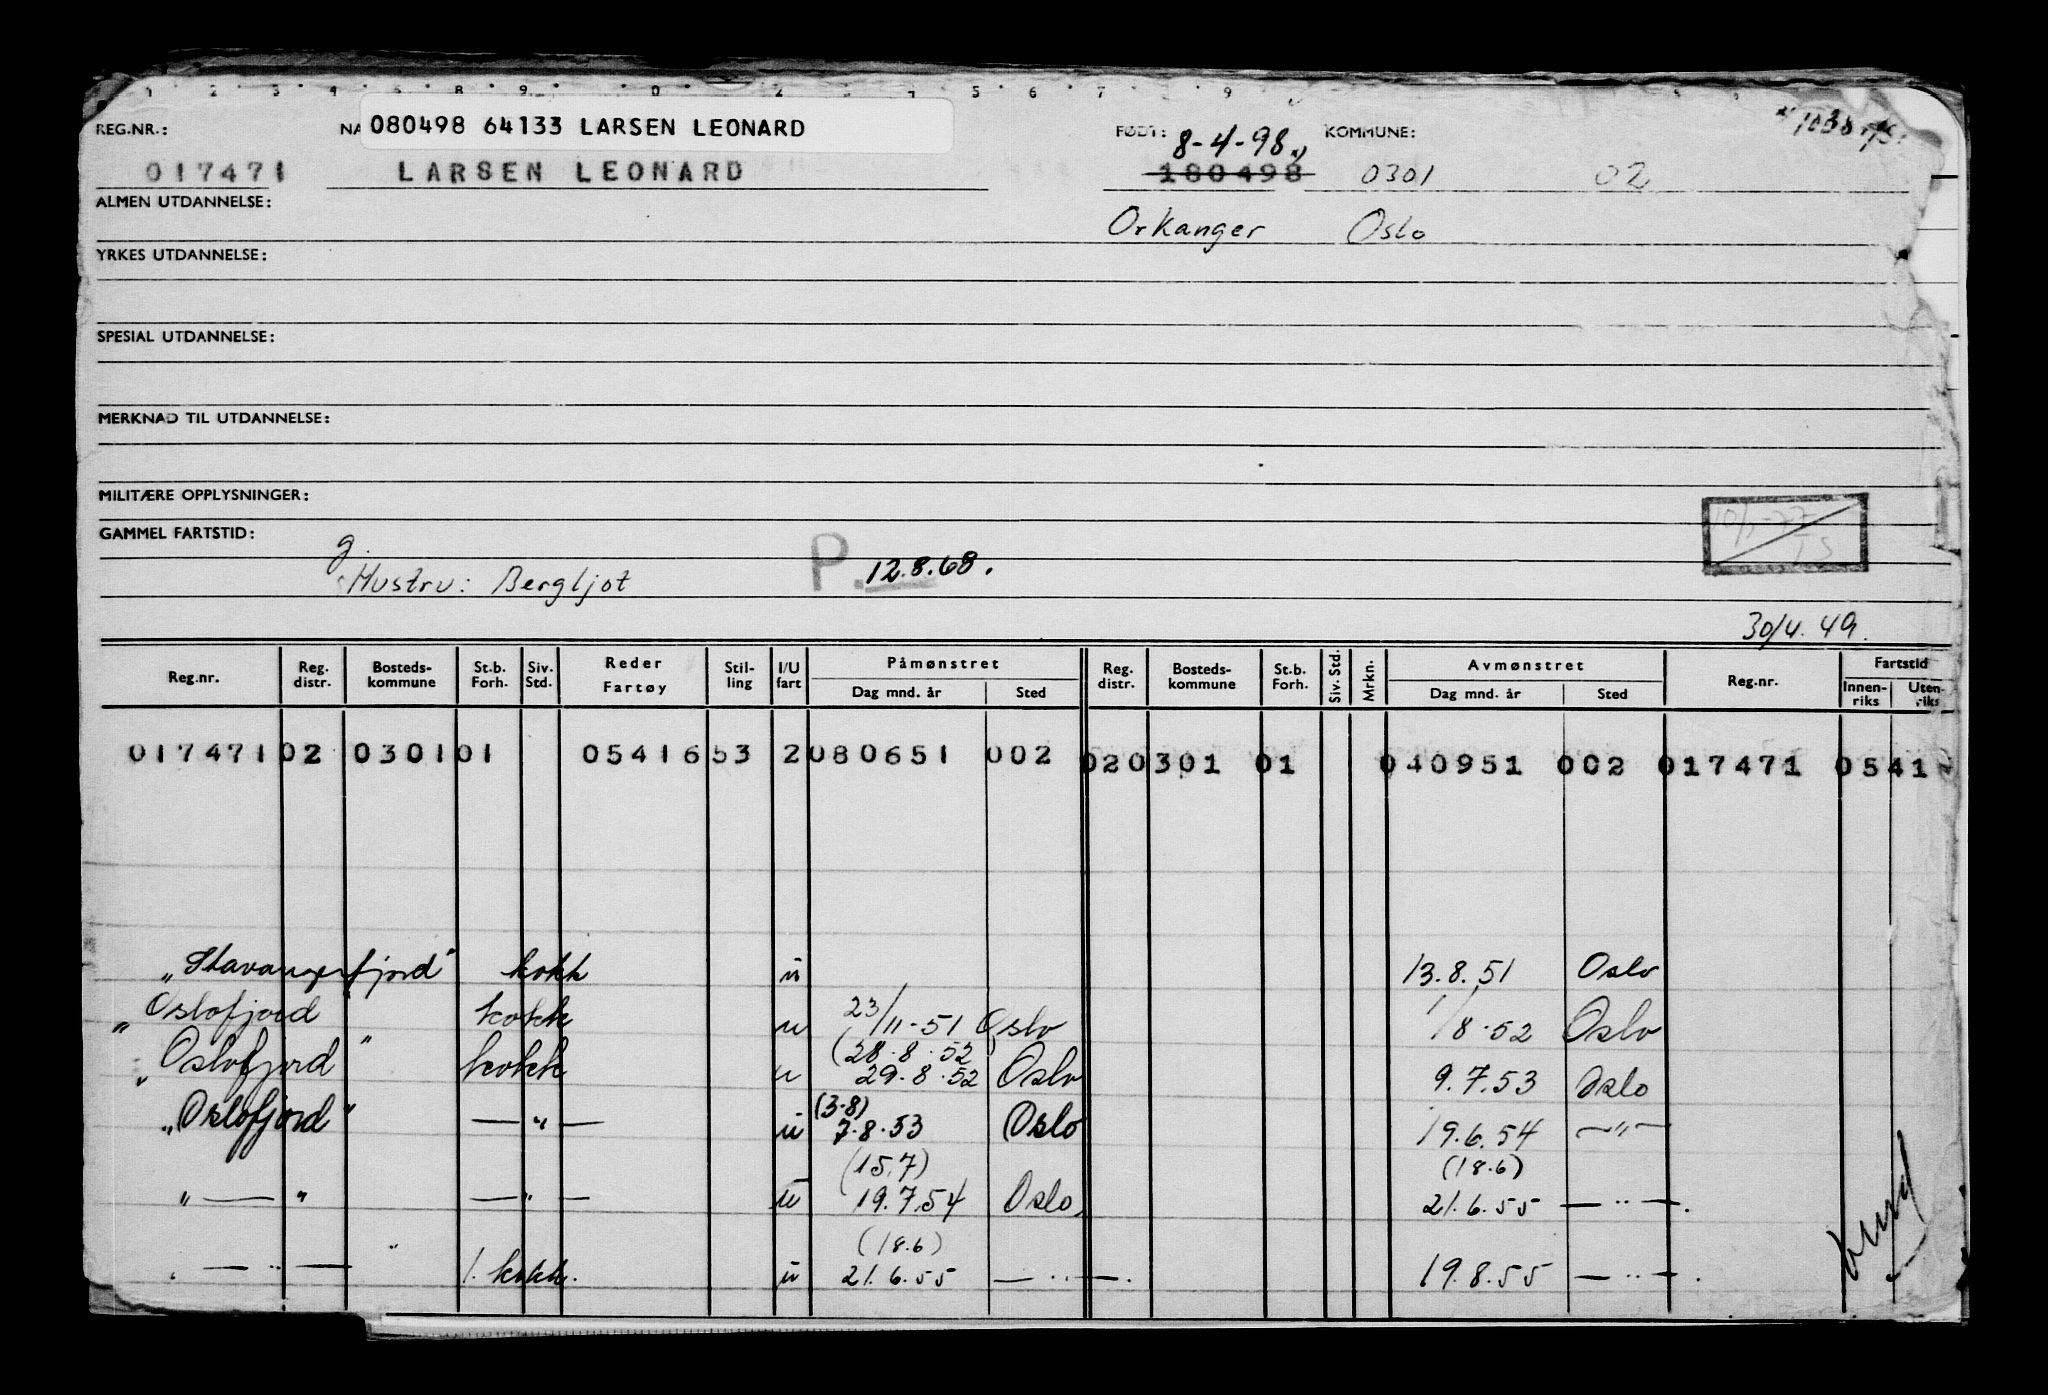 REG.NR.: NA 080498 64133 LARSEN LEONARD FØDT: 8-4-98 x) KOMMUNE:
017471 LARSEN LEONARD 180498 0301 02
ALMEN UTDANNELSE:
Orkanger Oslo
YRKES UTDANNELSE:
SPESIAL UTDANNELSE:
MERKNAD TIL UTDANNELSE:
MILITÆRE OPPLYSNINGER:
GAMMEL FARTSTID:
g.
Hustru: Bergljot P. 12.8.68.
30/4.49.
Reg.nr. Reg. distr. Bosteds-kommune St.b. Forh. Siv. Std. Reder Fartøy Stil-ling I/U fart Påmønstret Dag mnd. år Sted Reg. distr. Bosteds-kommune St.b. Forh. Siv. Std. Mrkn. Avmønstret Dag mnd. år Sted Reg.nr. Fartstid Innen-riks Uten-riks
017471 02 0301 01 05416 53 2 080651 002 02 0301 01 040951 002 017471 0541
"Stavangerfjord" kokk u 13.8.51 Oslo
"Oslofjord kokk u 23/11-51 Oslo 1/8-52 Oslo
(28.8.52
"Oslofjord" kokk u 29.8.52 Oslo 9.7.53 Oslo
(3-8)
"Oslofjord" —"— u 7.8.53 Oslo 19.6.54 —"—
(15.7) (18.6)
"——" —"— u 19.7.54 Oslo. 21.6.55 —"—.
(18.6)
—"— " 1. kokk. u 21.6.55 —"—. 19.8.55 —"—.